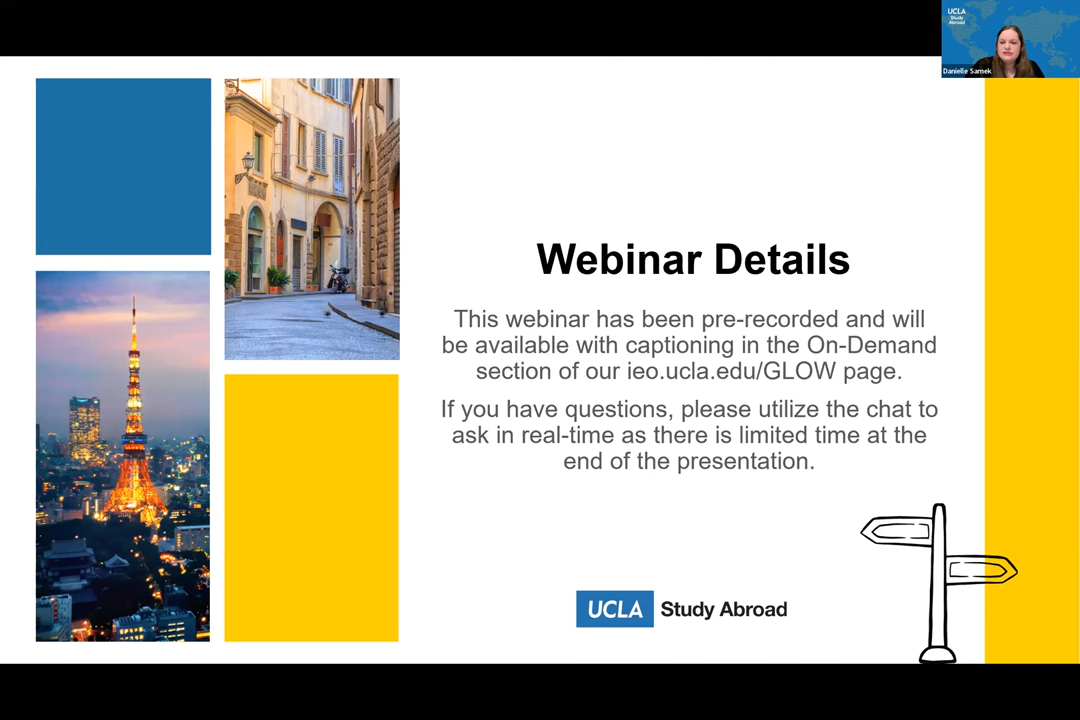 UCLA
Study
Abroad
Danielle Samek
Webinar Details
This webinar has been pre-recorded and will
be available with captioning in the On-Demand
section of our ieo.ucla.edu/GLOW page.
If you have questions, please utilize the chat to
ask in real-time as there is limited time at the
end of the presentation.
UCLA Study Abroad